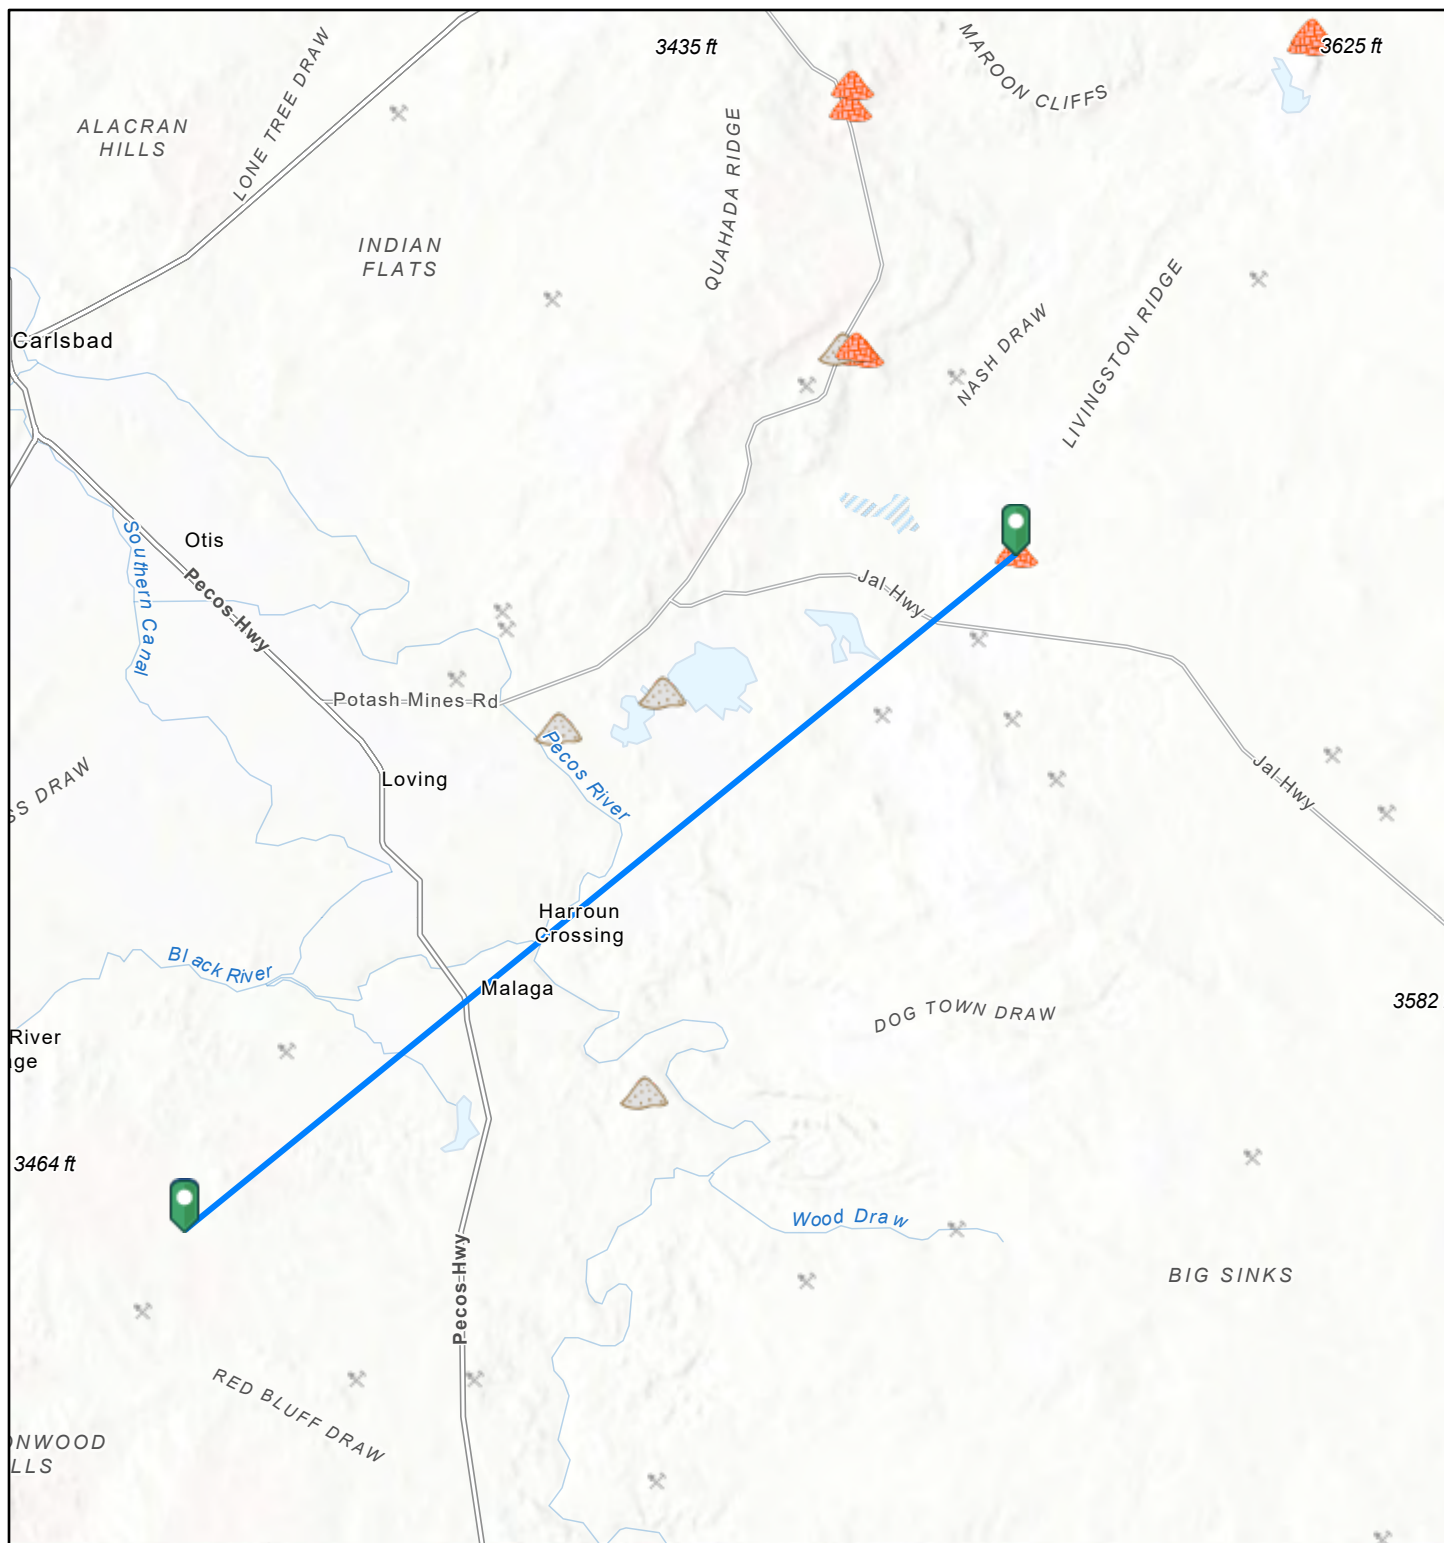 3435 ft
MAROON CLIFFS
3625 ft
LONE TREE DRAW
ALACRAN
HILLS
QUAHADA RIDGE
INDIAN
FLATS
LIVINGSTON RIDGE
NASH DRAW
Carlsbad
Otis
Southern Canal
Pecos Hwy
Jal Hwy
Potash Mines Rd
Pecos River
Loving
Jal Hwy
SS DRAW
Harroun
Crossing
Black River
Malaga
3582
DOG TOWN DRAW
River
ge
3464 ft
Wood Draw
Pecos Hwy
BIG SINKS
RED BLUFF DRAW
ONWOOD
LLS